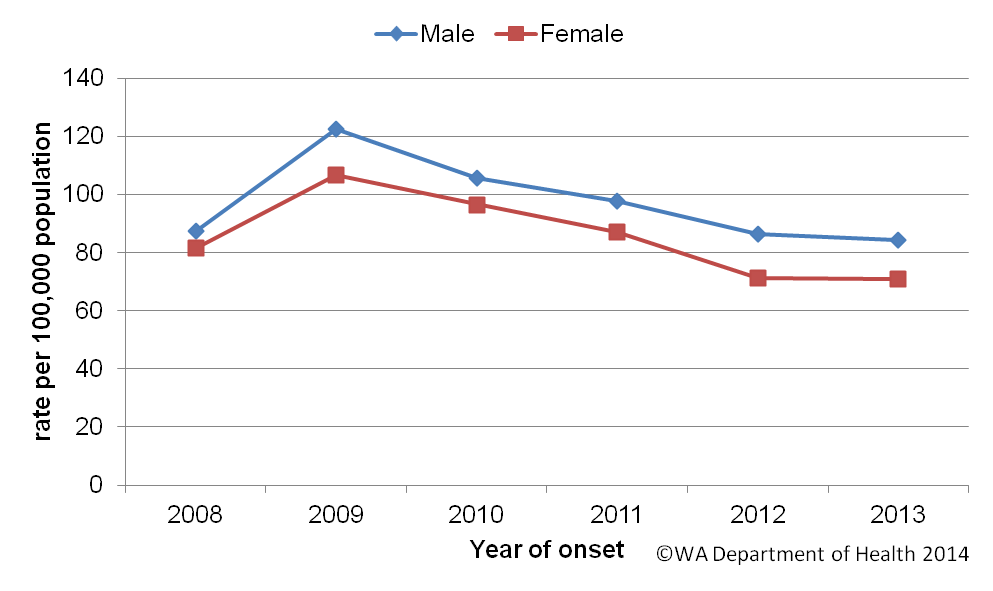 Male Female
140
120
100
80
60
40
20
0
rate per 100,000 population
2008 2009 2010 2011 2012 2013
Year of onset
©WA Department of Health 2014